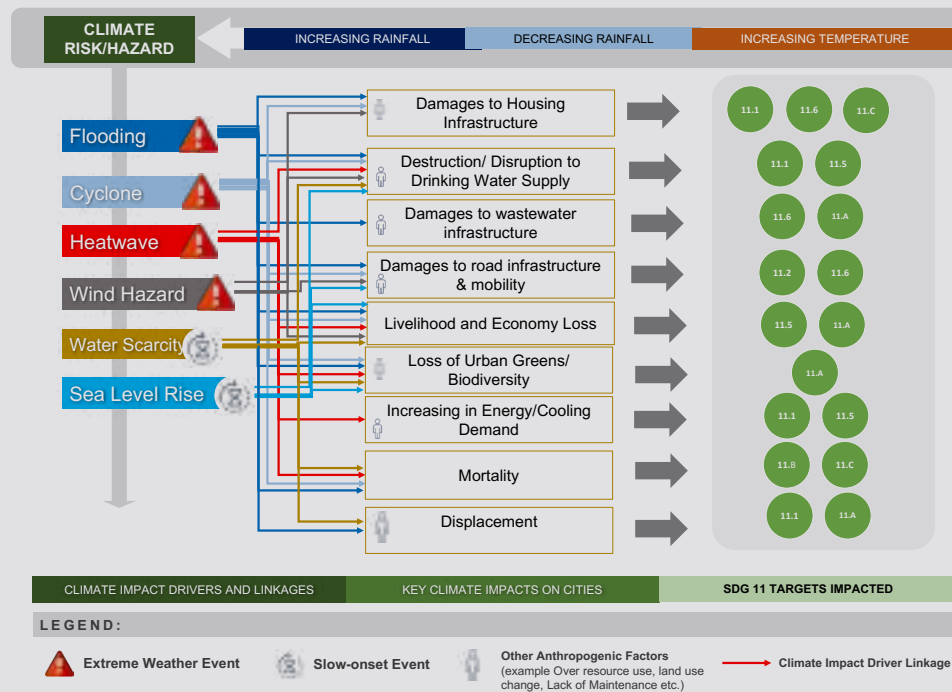 CLIMATE
RISK/HAZARD
INCREASING RAINFALL
DECREASING RAINFALL
INCREASING TEMPERATURE
Flooding
Cyclone
Heatwave
Wind Hazard
Water Scarcity
Sea Level Rise
Damages to Housing
Infrastructure
11.1
11.6
11.C
Destruction/ Disruption to
Drinking Water Supply
11.1
11.5
Damages to wastewater
infrastructure
11.6
11.A
Damages to road infrastructure
& mobility
11.2
11.6
Livelihood and Economy Loss
11.5
11.A
Loss of Urban Greens/
Biodiversity
11.A
Increasing in Energy/Cooling
Demand
11.1
11.5
Mortality
11.B
11.C
Displacement
11.1
11.A
CLIMATE IMPACT DRIVERS AND LINKAGES
KEY CLIMATE IMPACTS ON CITIES
SDG 11 TARGETS IMPACTED
LEGEND:
Extreme Weather Event
Slow-onset Event
Other Anthropogenic Factors
(example Over resource use, land use
change, Lack of Maintenance etc.)
Climate Impact Driver Linkage